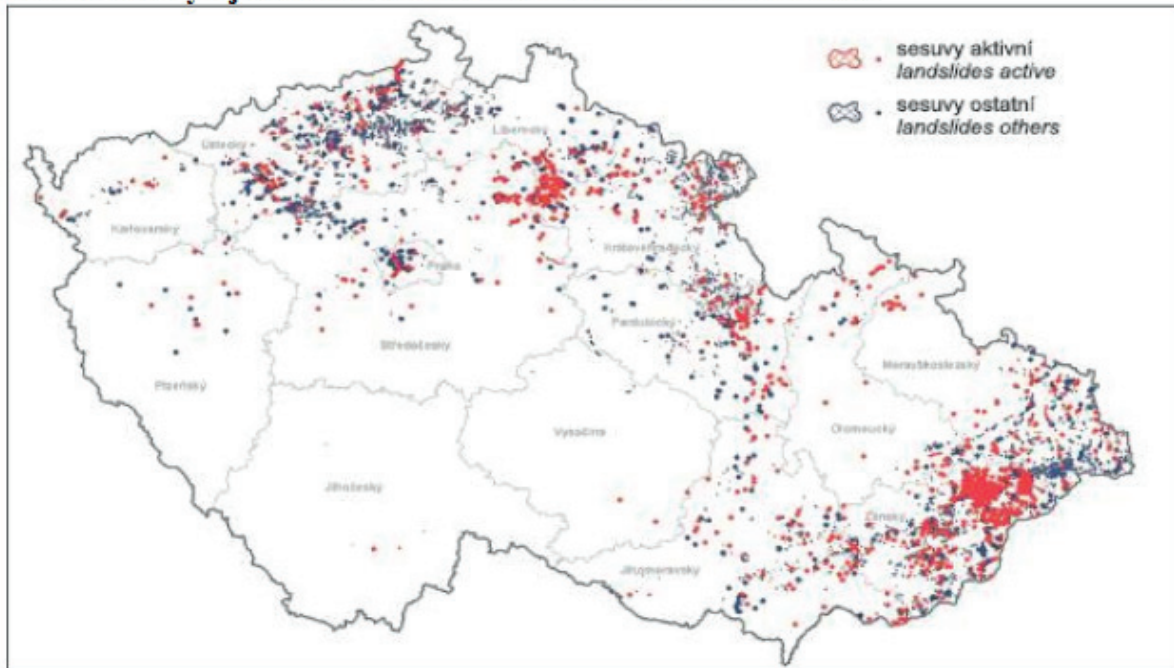 sesuvy aktivní
landslides active
sesuvy ostatní
landslides others
Liberecký
Ústecký
Karlovarský
Královéhradecký
Praha
Pardubický
Středočeský
Moravskoslezský
Plzeňský
Olomoucký
Vysočina
Jihočeský
Zlínský
Jihomoravský